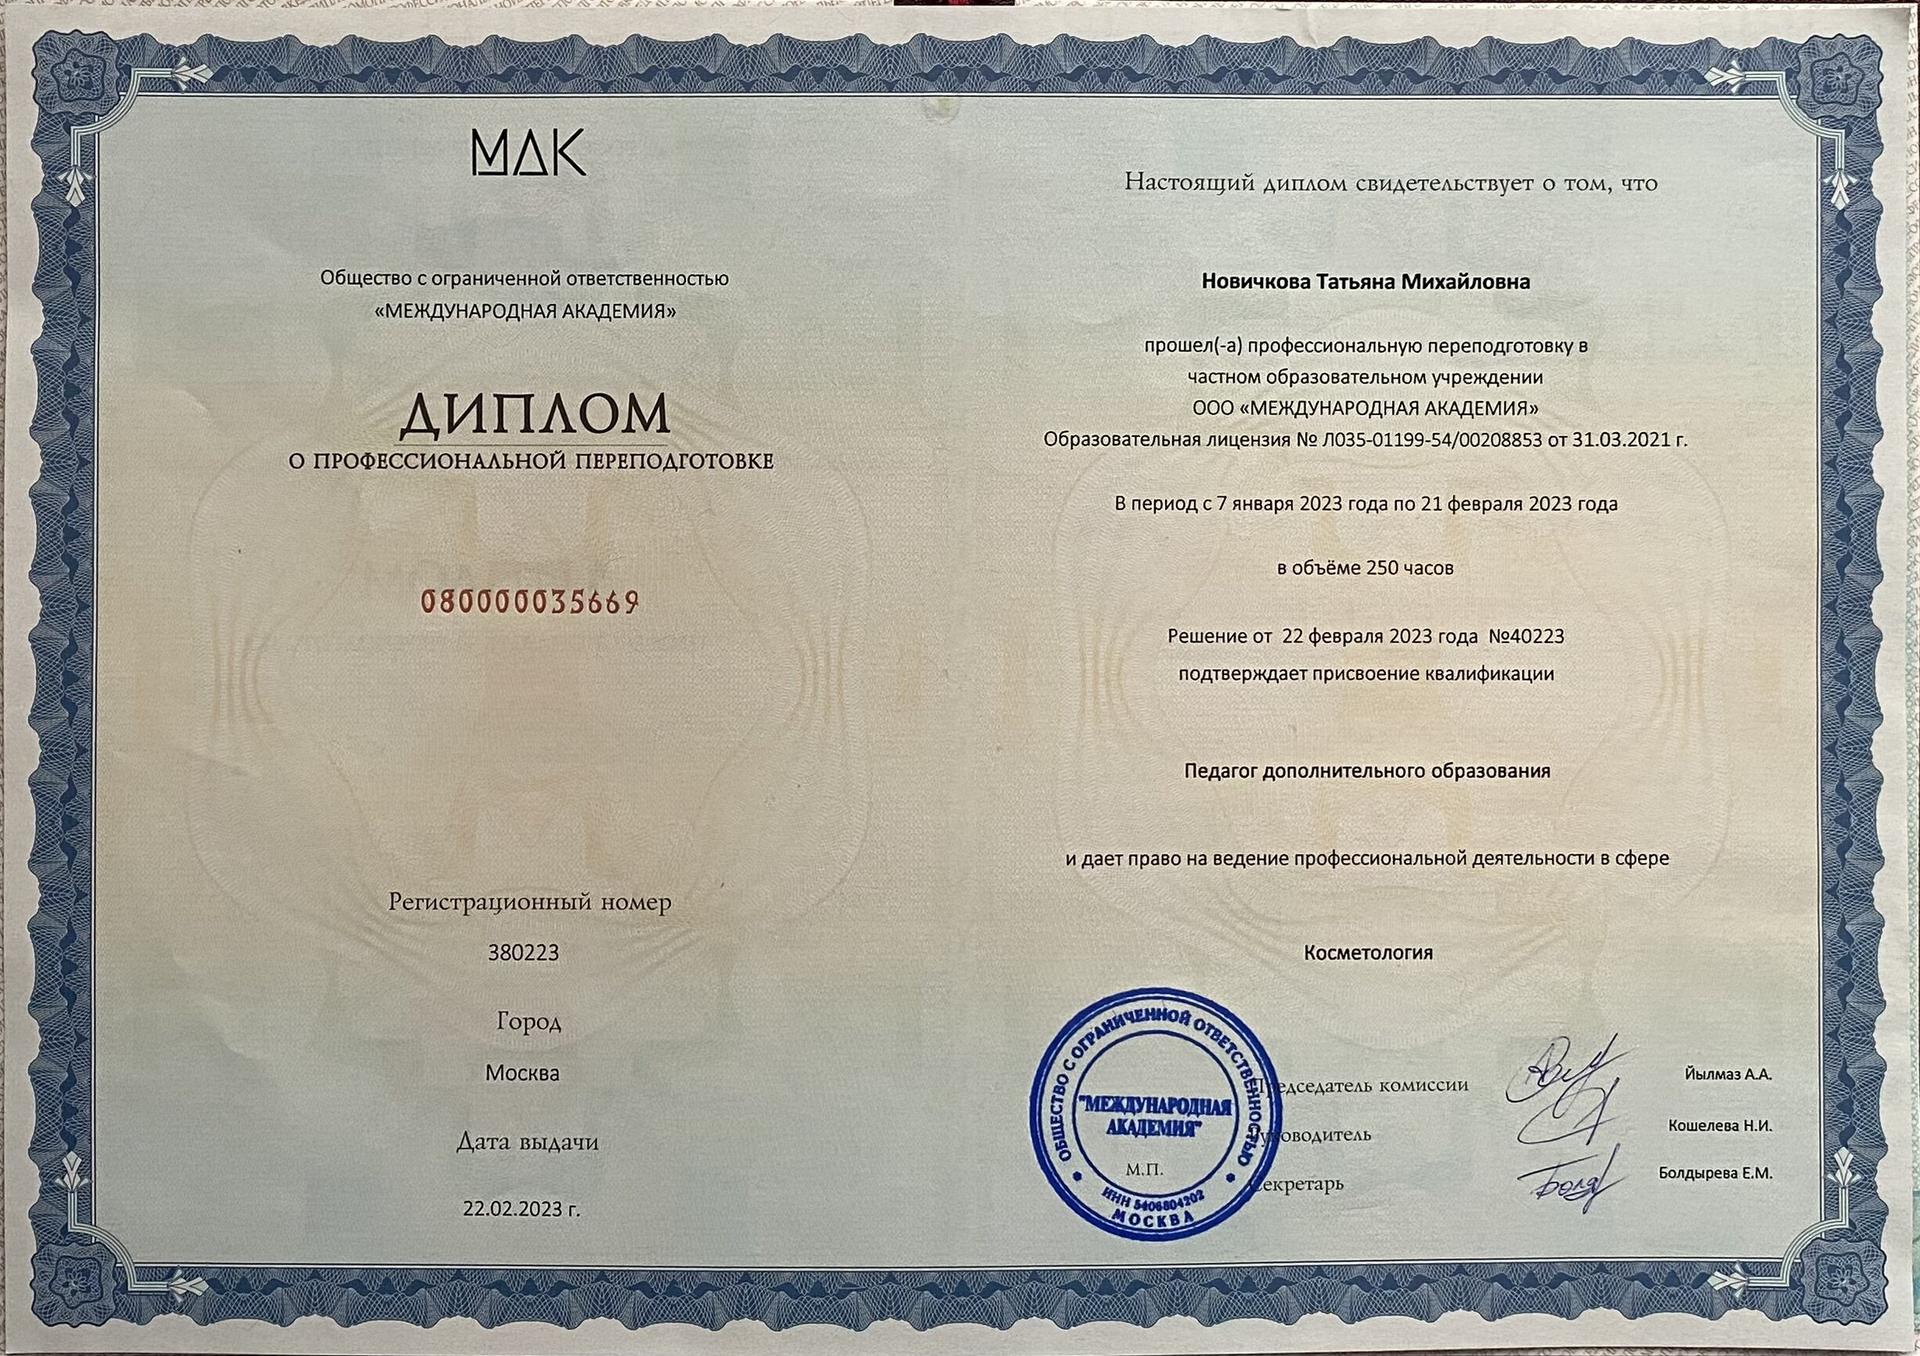 МАК
Общество с ограниченной ответственностью
«МЕЖДУНАРОДНАЯ АКАДЕМИЯ»
ДИПЛОМ
О ПРОФЕССИОНАЛЬНОЙ ПЕРЕПОДГОТОВКЕ
080000035669
Регистрационный номер
380223
Город
Москва
Дата выдачи
22.02.2023 г.
Настоящий диплом свидетельствует о том, что
Новичкова Татьяна Михайловна
прошел(-а) профессиональную переподготовку в
частном образовательном учреждении
ООО «МЕЖДУНАРОДНАЯ АКАДЕМИЯ»
Образовательная лицензия № Л035-01199-54/00208853 от 31.03.2021 г.
В период с 7 января 2023 года по 21 февраля 2023 года
в объёме 250 часов
Решение от 22 февраля 2023 года №40223
подтверждает присвоение квалификации
Педагог дополнительного образования
и дает право на ведение профессиональной деятельности в сфере
Косметология
Председатель комиссии Йылмаз А.А.
Руководитель Кошелева Н.И.
Секретарь Болдырева Е.М.
М.П.
ОБЩЕСТВО С ОГРАНИЧЕННОЙ ОТВЕТСТВЕННОСТЬЮ
"МЕЖДУНАРОДНАЯ
АКАДЕМИЯ"
ИНН 5406804202
МОСКВА